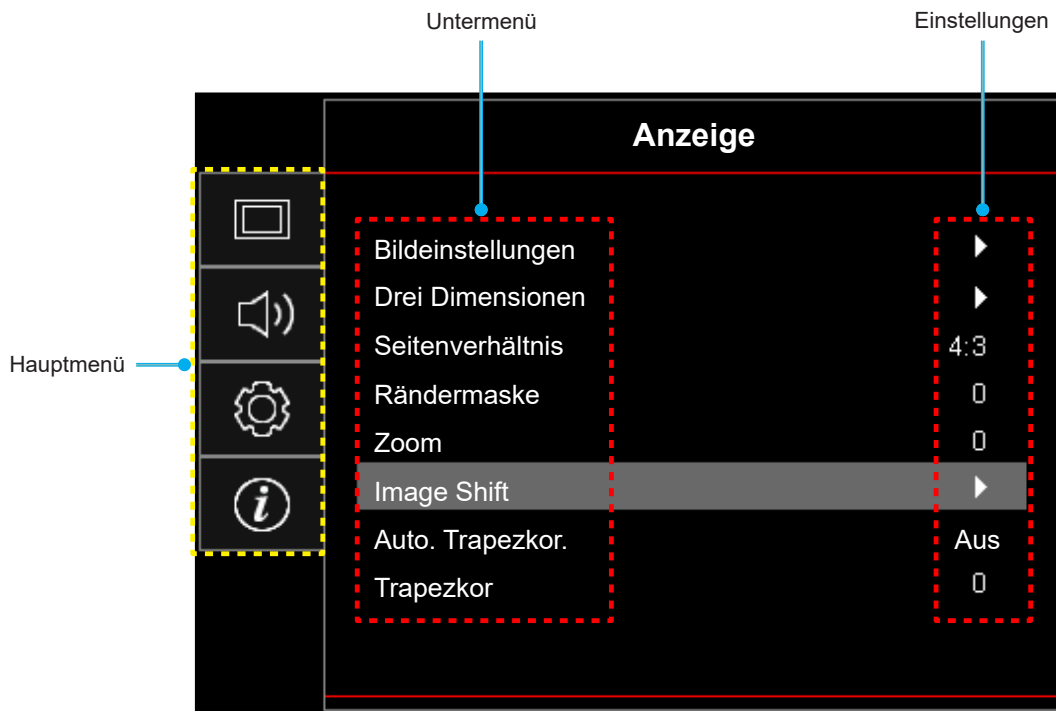 Untermenü Einstellungen
Anzeige
Bildeinstellungen
Drei Dimensionen
Seitenverhältnis 4:3
Hauptmenü
Rändermaske 0
Zoom 0
Image Shift
Auto. Trapezkor. Aus
Trapezkor 0